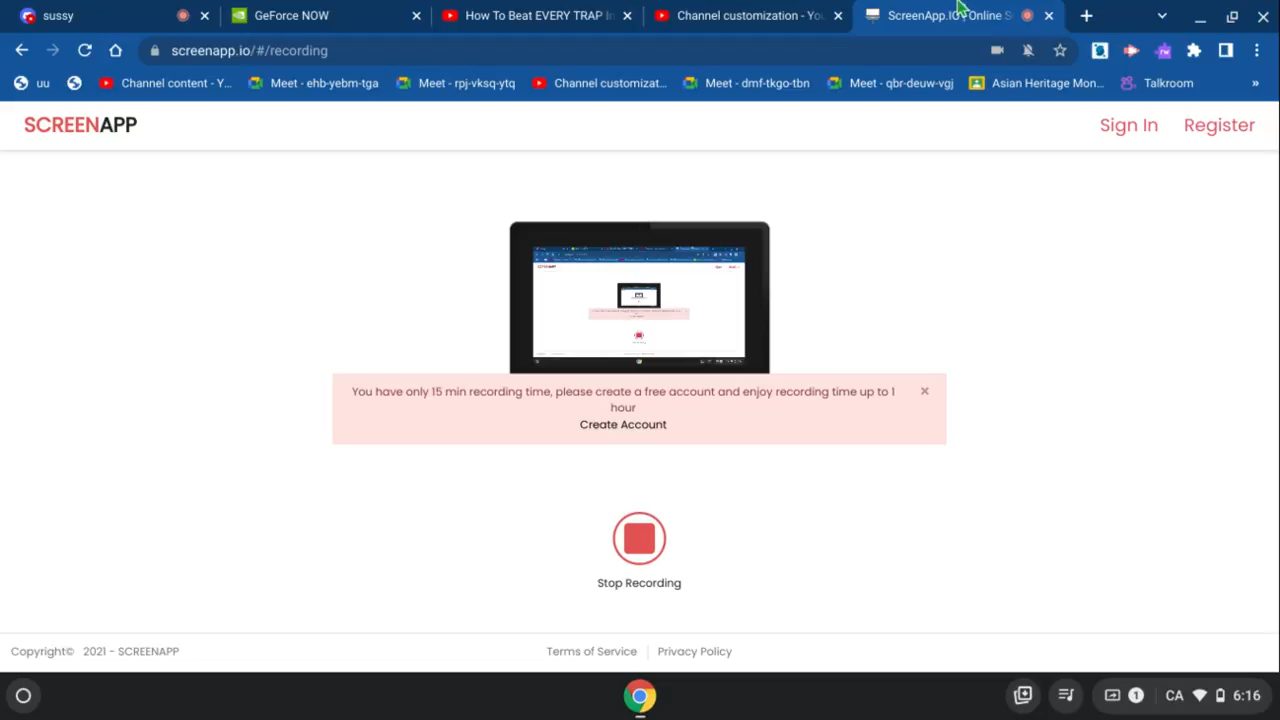 sussy
GeForce NOW
How To Beat EVERY TRAP In
Channel customization - You
ScreenApp.IO Online S
screenapp.io/#/recording
uu
Channel content - Y...
Meet - ehb-yebm-tga
Meet - rpj-vksq-ytq
Channel customizat...
Meet - dmf-tkgo-tbn
Meet - qbr-deuw-vgj
Asian Heritage Mon...
Talkroom
»
SCREENAPP
Sign In
Register
You have only 15 min recording time, please create a free account and enjoy recording time up to 1
hour
Create Account
Stop Recording
Copyright© 2021 - SCREENAPP
Terms of Service
Privacy Policy
1
CA
6:16